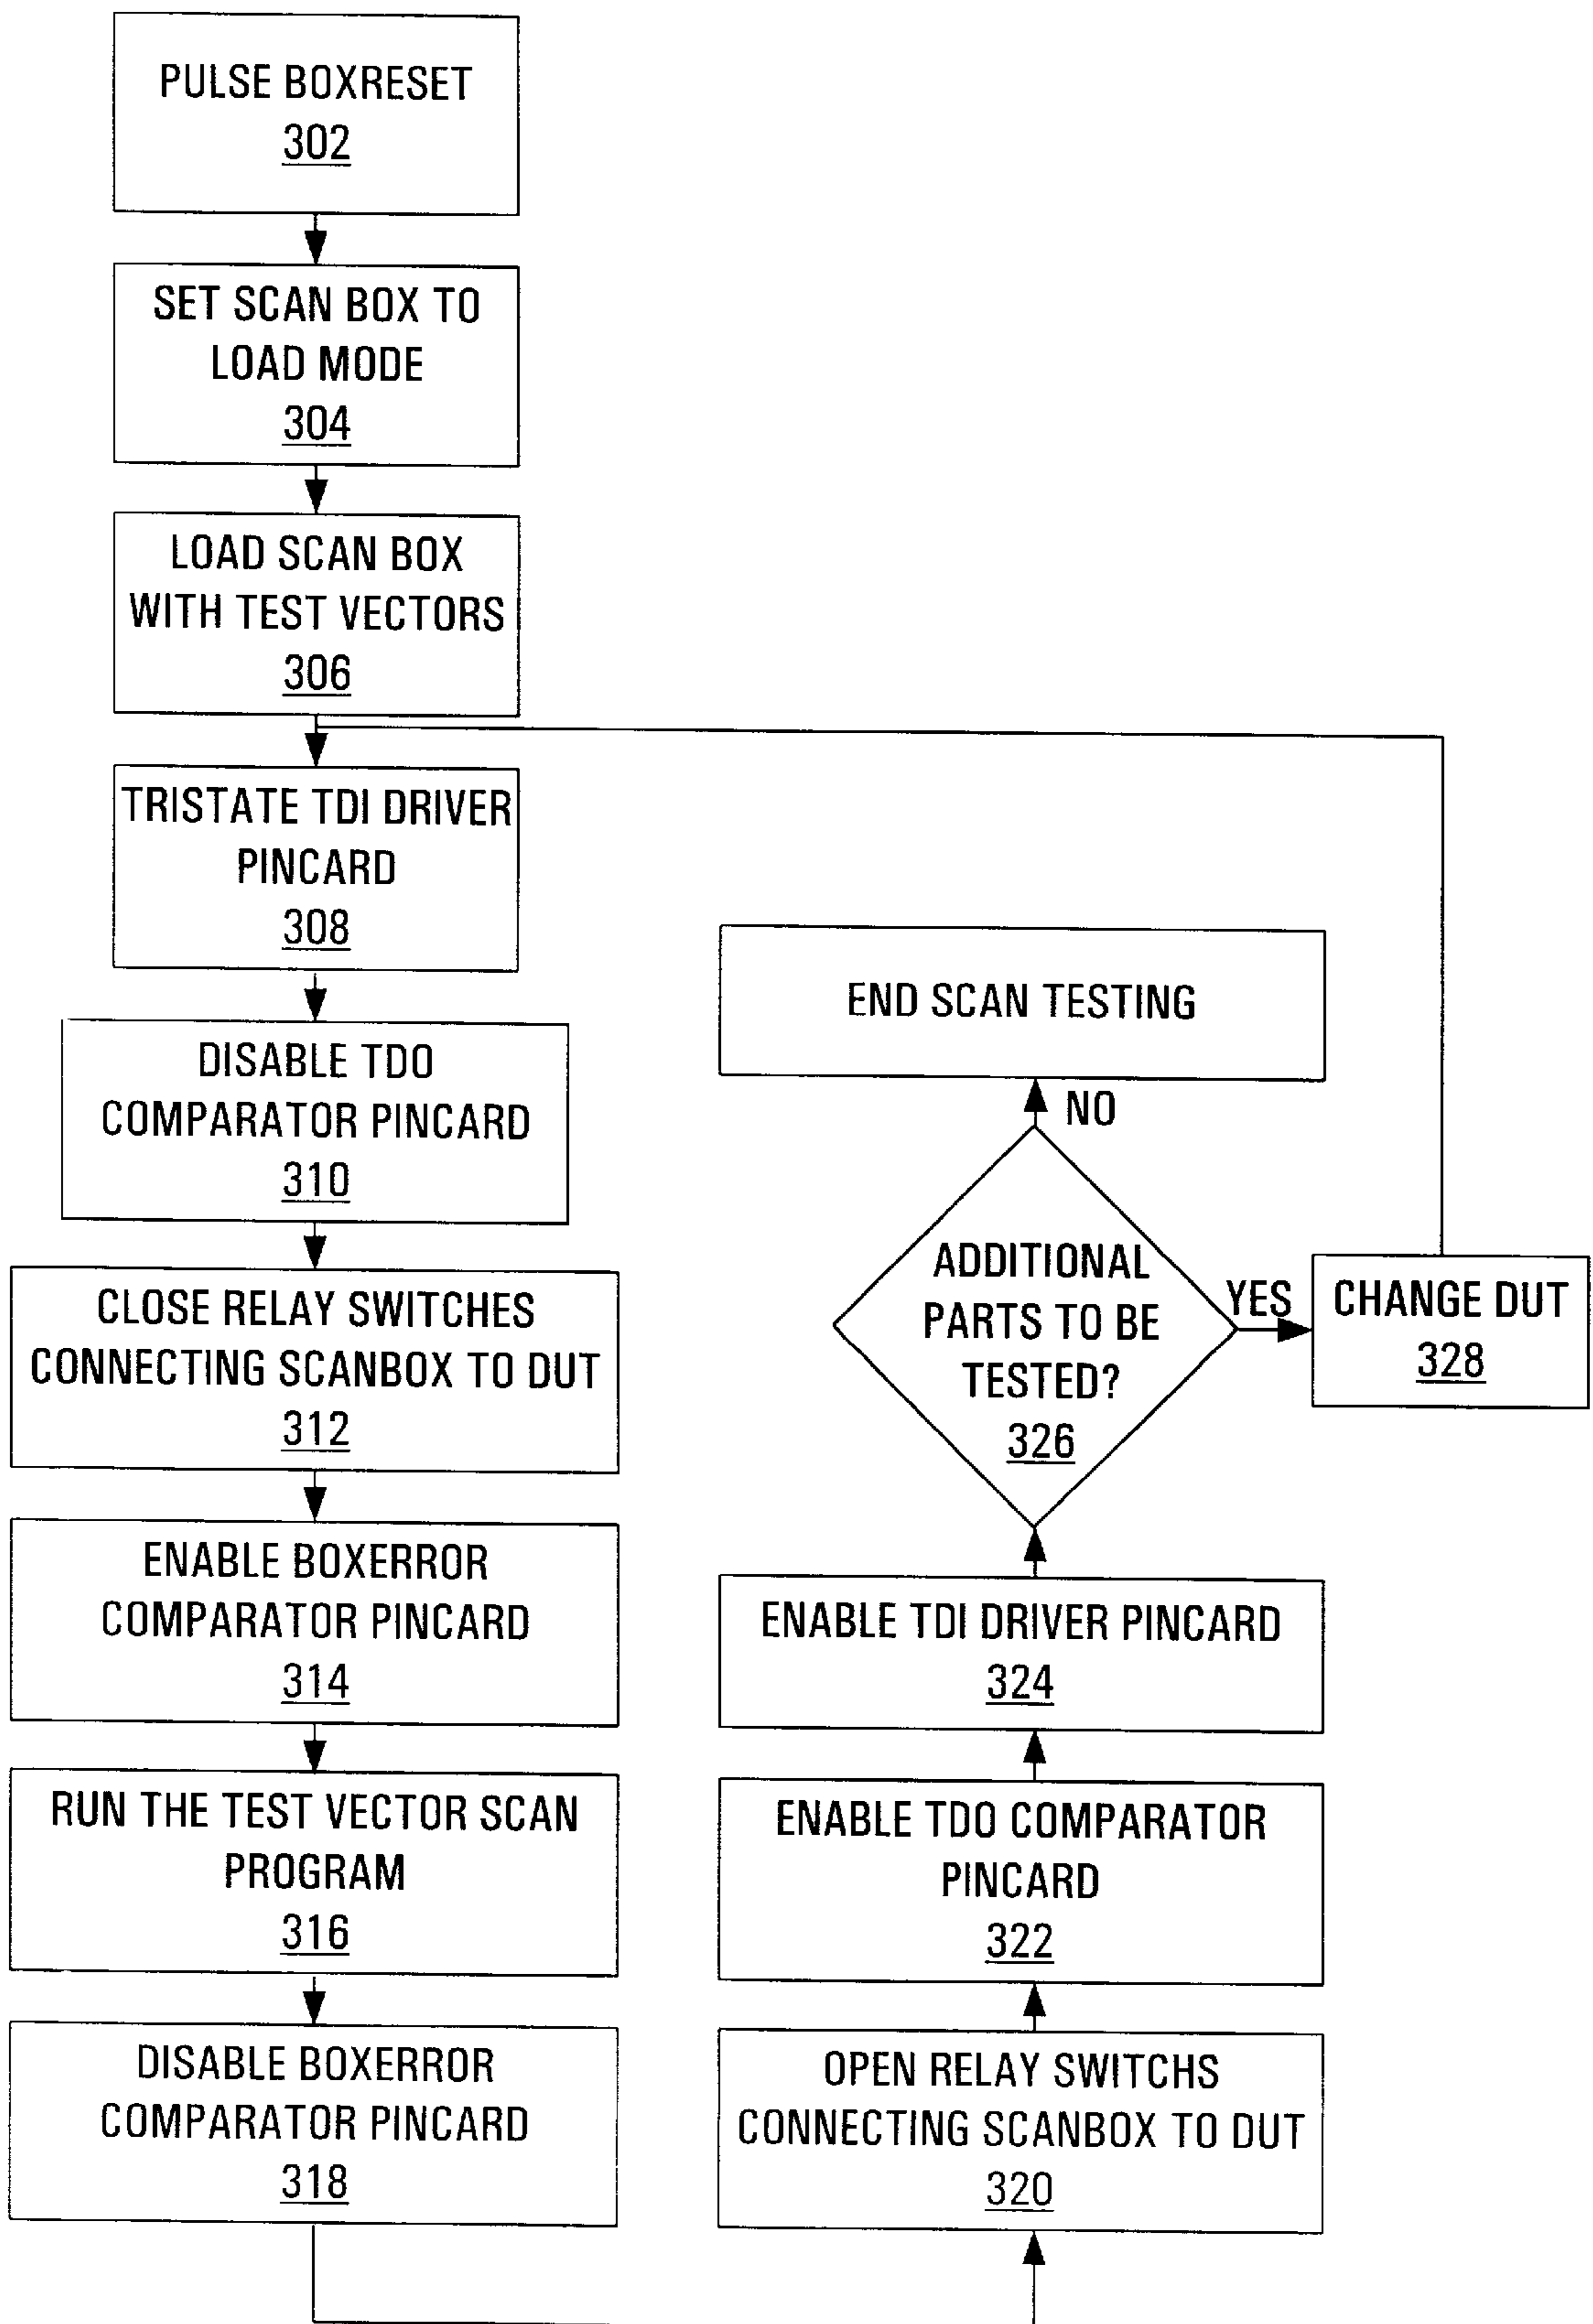 PULSE BOXRESET
302
SET SCAN BOX TO
LOAD MODE
304
LOAD SCAN BOX
WITH TEST VECTORS
306
TRISTATE TDI DRIVER
PINCARD
308
DISABLE TDO
COMPARATOR PINCARD
310
CLOSE RELAY SWITCHES
CONNECTING SCANBOX TO DUT
312
ENABLE BOXERROR
COMPARATOR PINCARD
314
RUN THE TEST VECTOR SCAN
PROGRAM
316
DISABLE BOXERROR
COMPARATOR PINCARD
318
OPEN RELAY SWITCHS
CONNECTING SCANBOX TO DUT
320
ENABLE TDO COMPARATOR
PINCARD
322
ENABLE TDI DRIVER PINCARD
324
ADDITIONAL
PARTS TO BE
TESTED?
326
YES
CHANGE DUT
328
NO
END SCAN TESTING